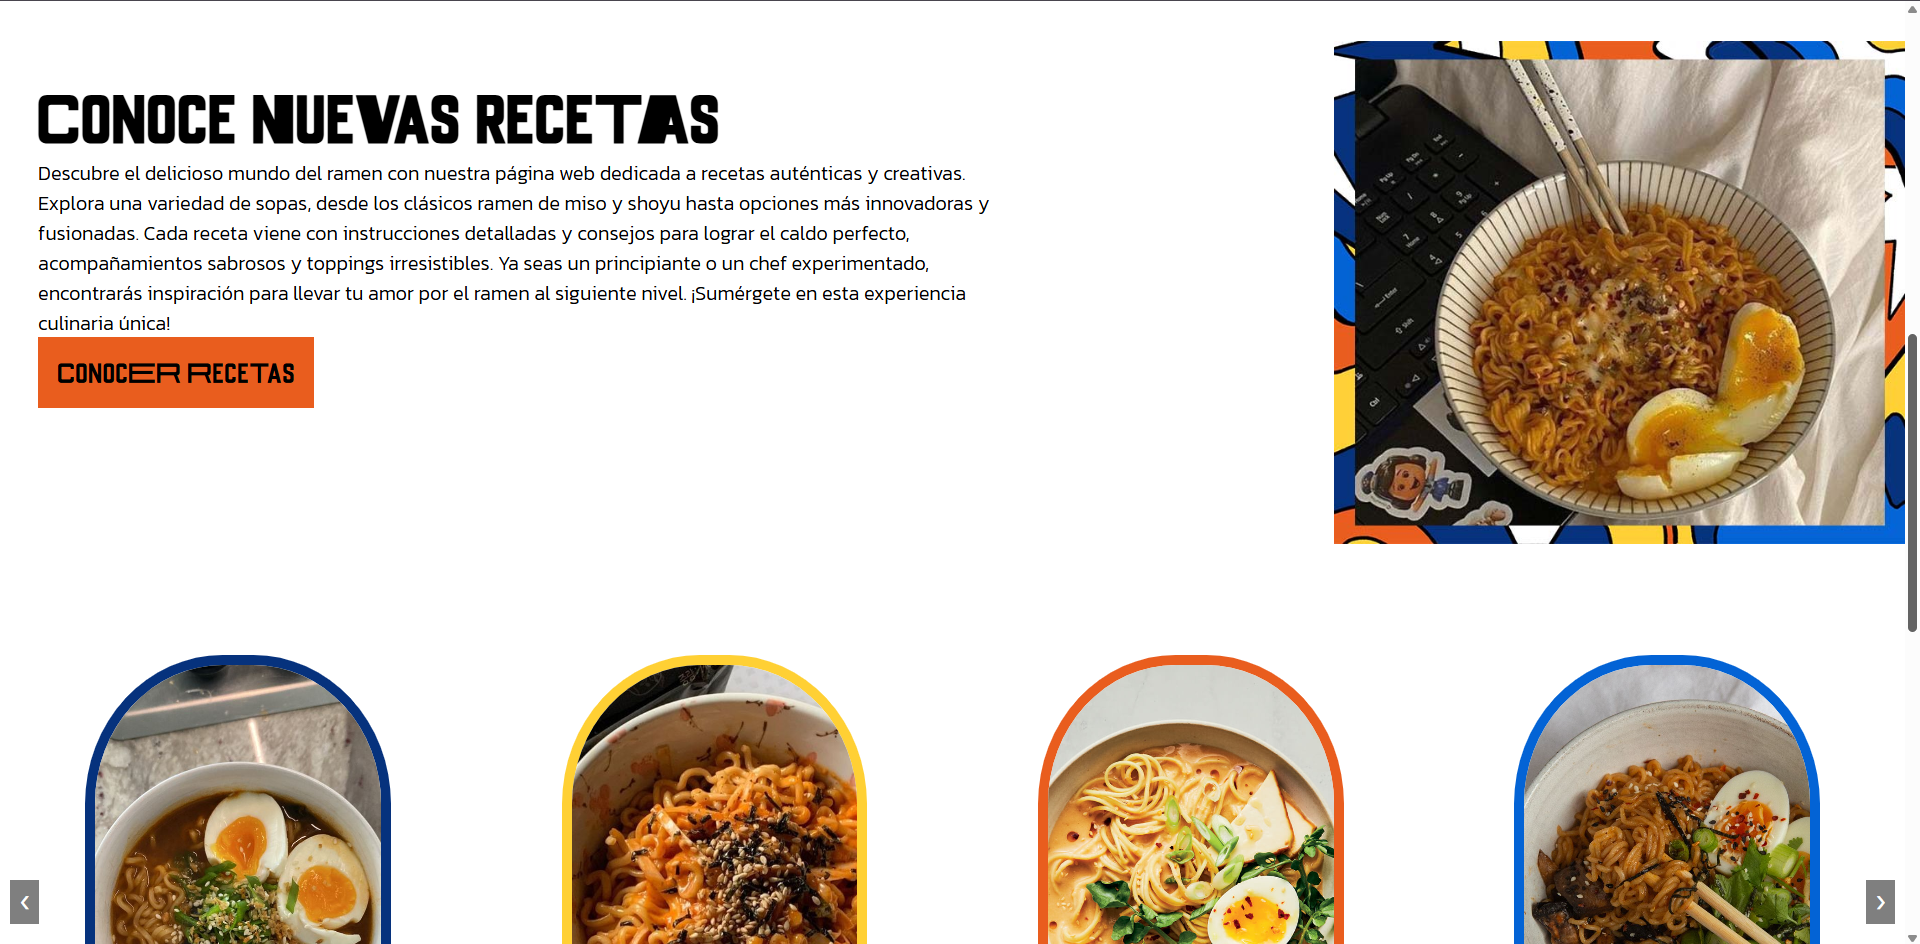 CONOCE NUEVAS RECETAS
Descubre el delicioso mundo del ramen con nuestra página web dedicada a recetas auténticas y creativas.
Explora una variedad de sopas, desde los clásicos ramen de miso y shoyu hasta opciones más innovadoras y
fusionadas. Cada receta viene con instrucciones detalladas y consejos para lograr el caldo perfecto,
acompañamientos sabrosos y toppings irresistibles. Ya seas un principiante o un chef experimentado,
encontrarás inspiración para llevar tu amor por el ramen al siguiente nivel. ¡Sumérgete en esta experiencia
culinaria única!
CONOCER RECETAS